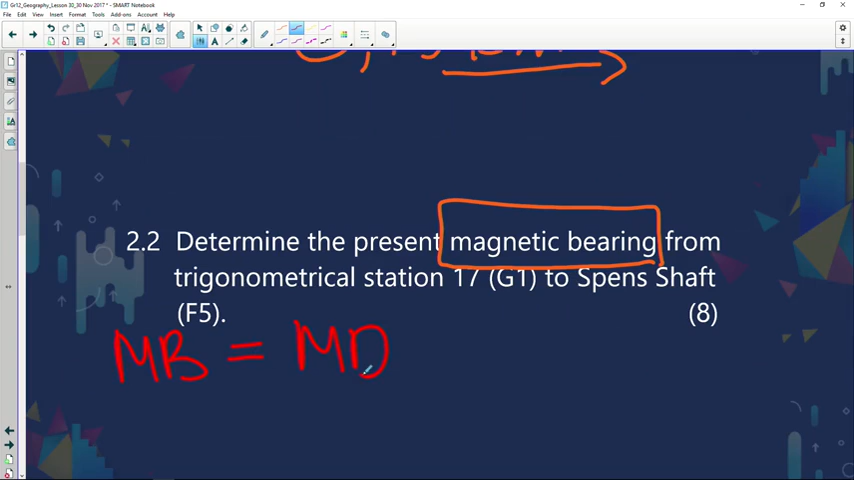 Gr12_Geography_Lesson 30_30 Nov 2017 * - SMART Notebook
File Edit View Insert Format Tools Add-ons Account Help
2.2 Determine the present magnetic bearing from
trigonometrical station 17 (G1) to Spens Shaft
(F5). (8)
MB = MD